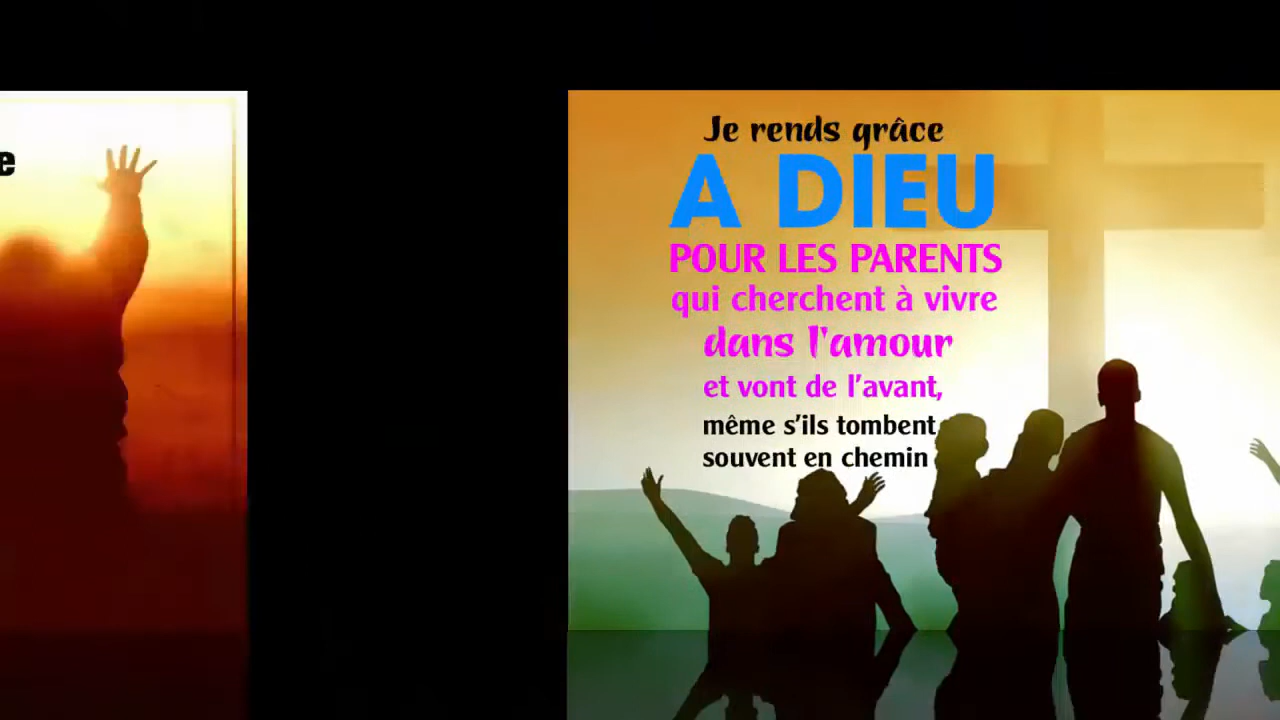 e
Je rends grâce
A DIEU
POUR LES PARENTS
qui cherchent à vivre
dans l'amour
et vont de l’avant,
même s’ils tombent
souvent en chemin